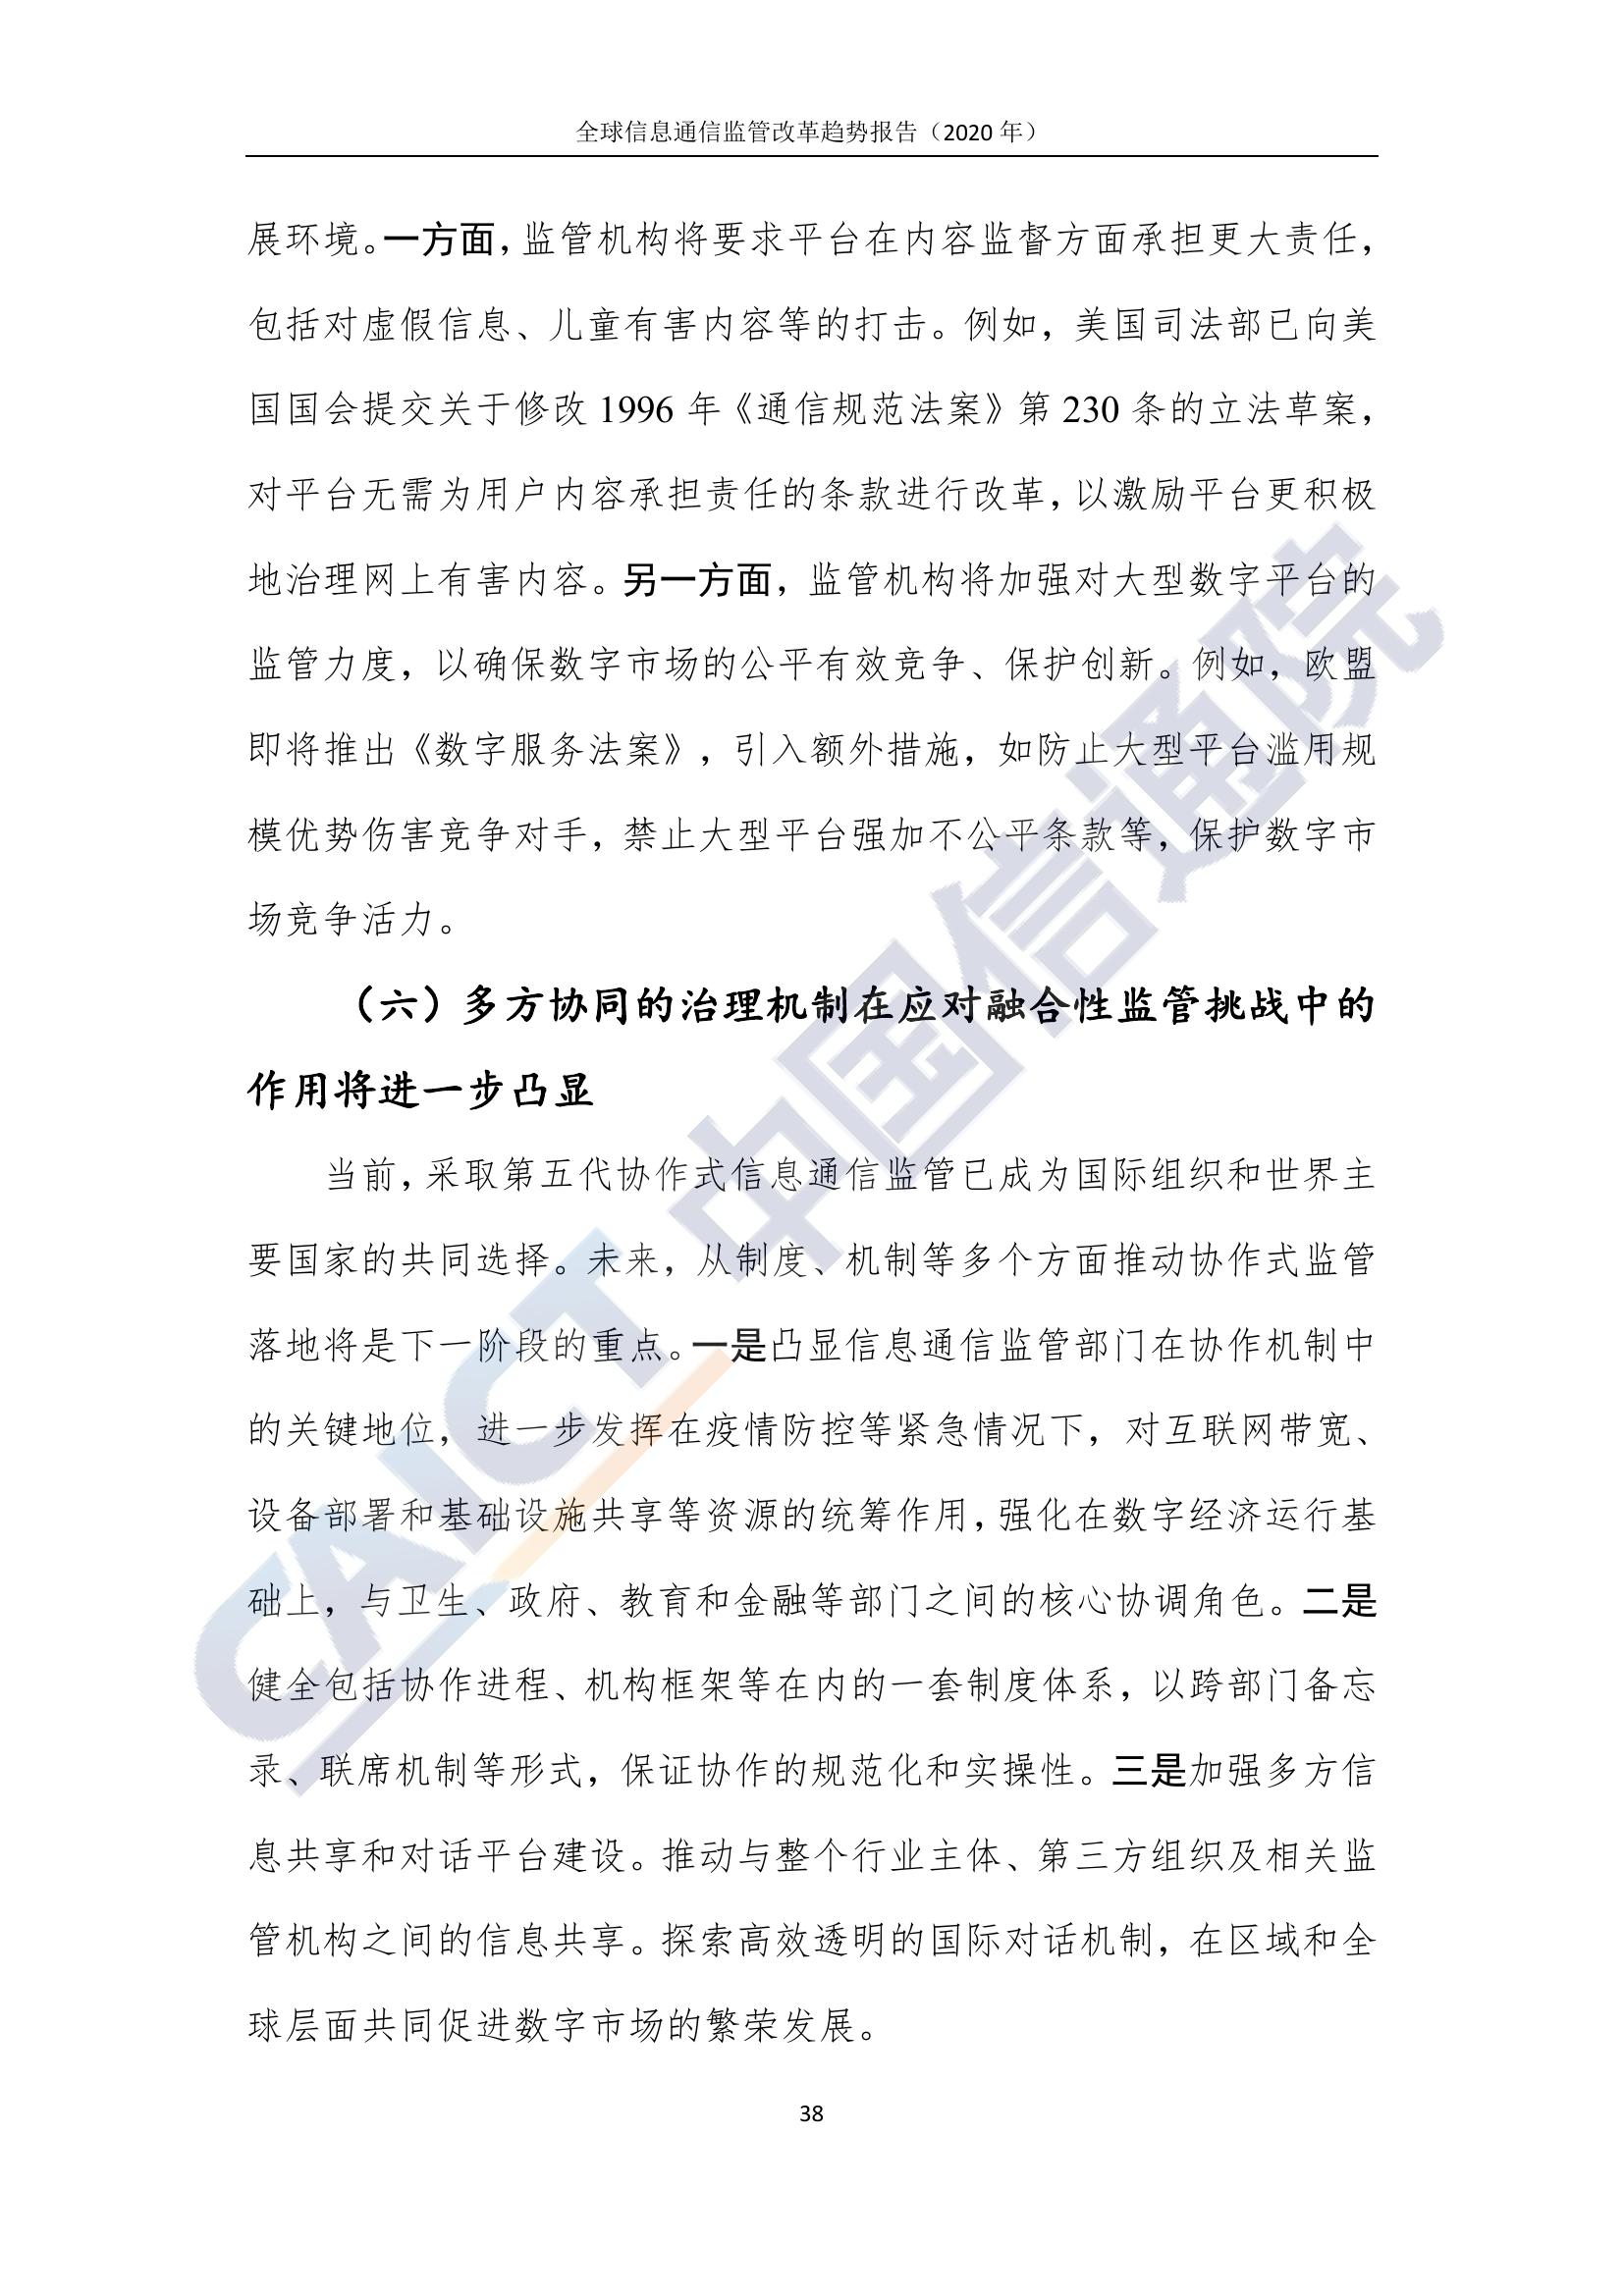 全球信息通信监管改革趋势报告（2020 年）
展环境。一方面，监管机构将要求平台在内容监督方面承担更大责任，
包括对虚假信息、儿童有害内容等的打击。例如，美国司法部已向美
国国会提交关于修改 1996 年《通信规范法案》第 230 条的立法草案，
对平台无需为用户内容承担责任的条款进行改革，以激励平台更积极
地治理网上有害内容。另一方面，监管机构将加强对大型数字平台的
监管力度，以确保数字市场的公平有效竞争、保护创新。例如，欧盟
即将推出《数字服务法案》，引入额外措施，如防止大型平台滥用规
模优势伤害竞争对手，禁止大型平台强加不公平条款等，保护数字市
场竞争活力。
（六）多方协同的治理机制在应对融合性监管挑战中的
作用将进一步凸显
当前，采取第五代协作式信息通信监管已成为国际组织和世界主
要国家的共同选择。未来，从制度、机制等多个方面推动协作式监管
落地将是下一阶段的重点。一是凸显信息通信监管部门在协作机制中
的关键地位，进一步发挥在疫情防控等紧急情况下，对互联网带宽、
设备部署和基础设施共享等资源的统筹作用，强化在数字经济运行基
础上，与卫生、政府、教育和金融等部门之间的核心协调角色。二是
健全包括协作进程、机构框架等在内的一套制度体系，以跨部门备忘
录、联席机制等形式，保证协作的规范化和实操性。三是加强多方信
息共享和对话平台建设。推动与整个行业主体、第三方组织及相关监
管机构之间的信息共享。探索高效透明的国际对话机制，在区域和全
球层面共同促进数字市场的繁荣发展。
38
CAICT 中国信通院